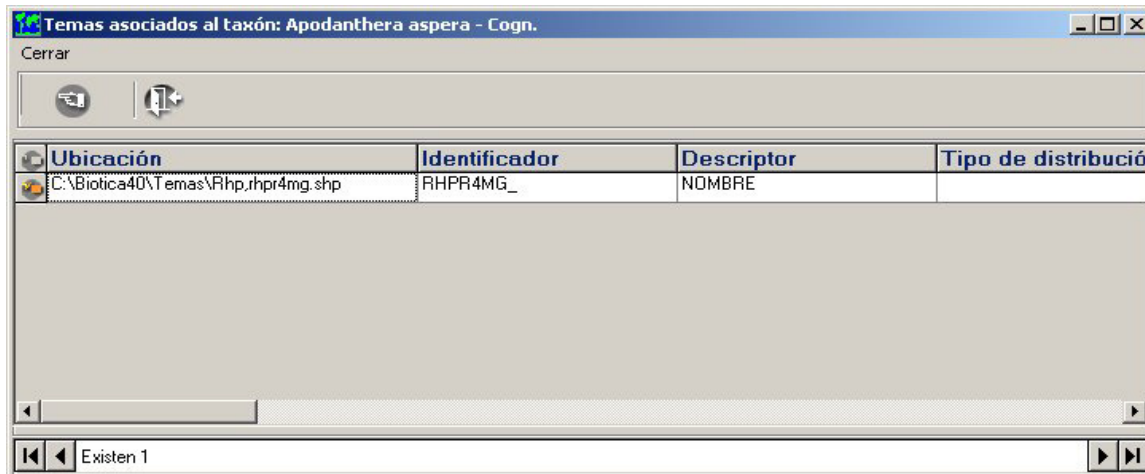 Temas asociados al taxón: Apodanthera aspera - Cogn.
Cerrar
Ubicación Identificador Descriptor Tipo de distribució
C:\Biotica40\Temas\Rhp,rhpr4mg.shp RHPR4MG_ NOMBRE
Existen 1